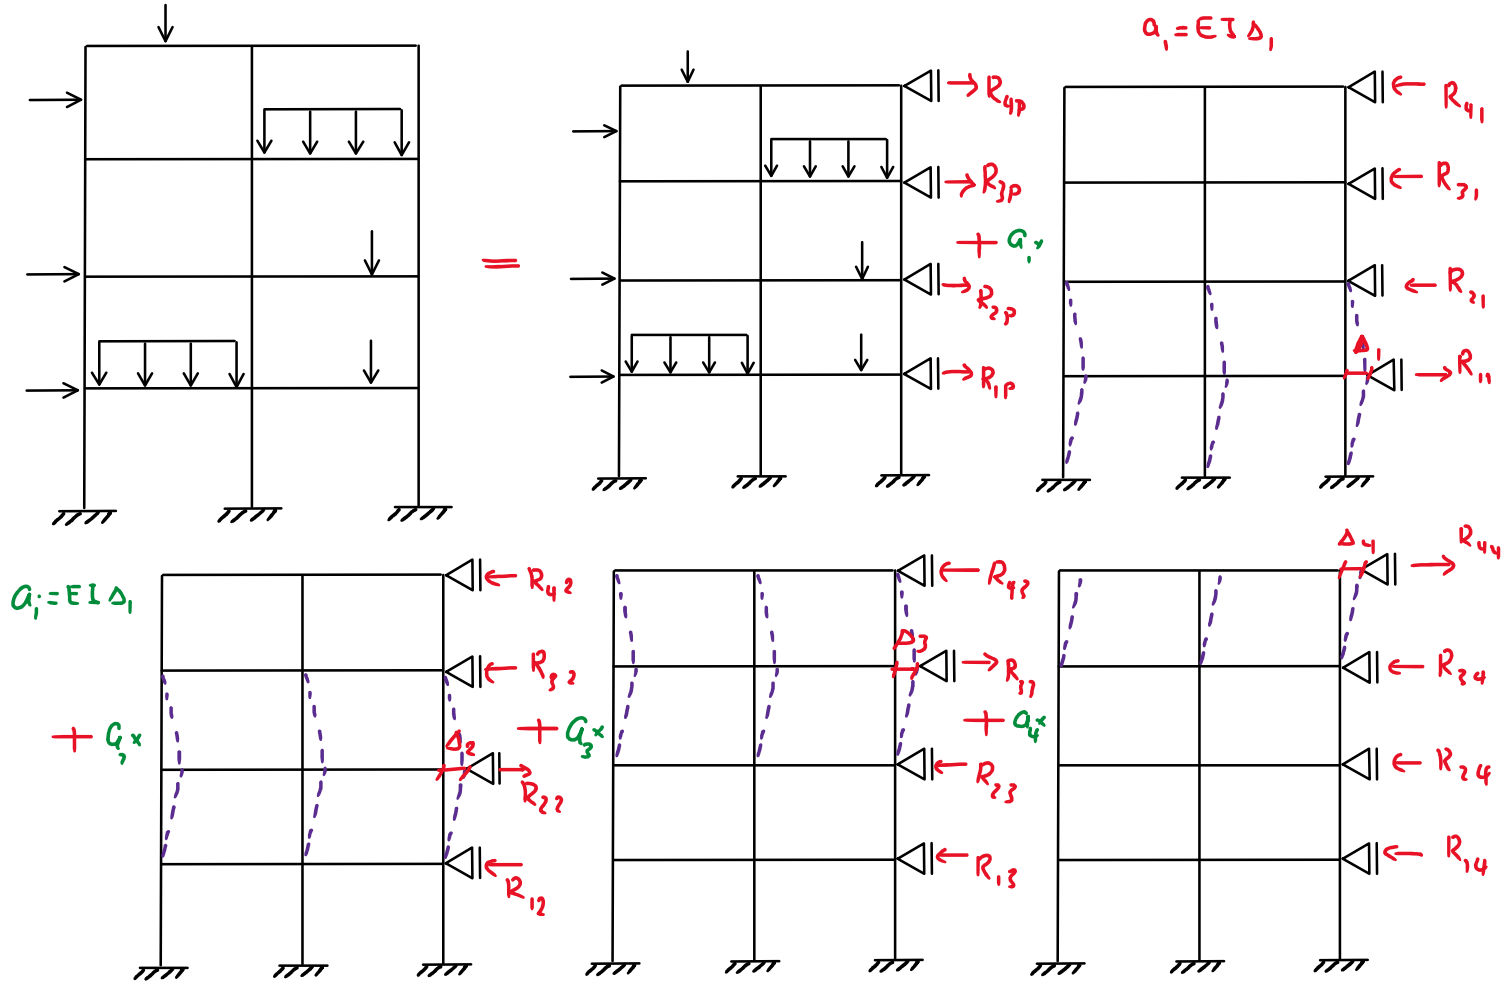 a₁ = EIΔ₁
R₄p
R₃p
R₂p
R₁p
=
+ a₁ ×
R₄₁
R₃₁
R₂₁
Δ₁
R₁₁
a₁ = EIΔ₁
+ a₂ ×
R₄₂
R₃₂
Δ₂
R₂₂
R₁₂
+ a₃ ×
R₄₃
Δ₃
R₃₃
R₂₃
R₁₃
+ a₄ ×
Δ₄
R₄₄
R₃₄
R₂₄
R₁₄